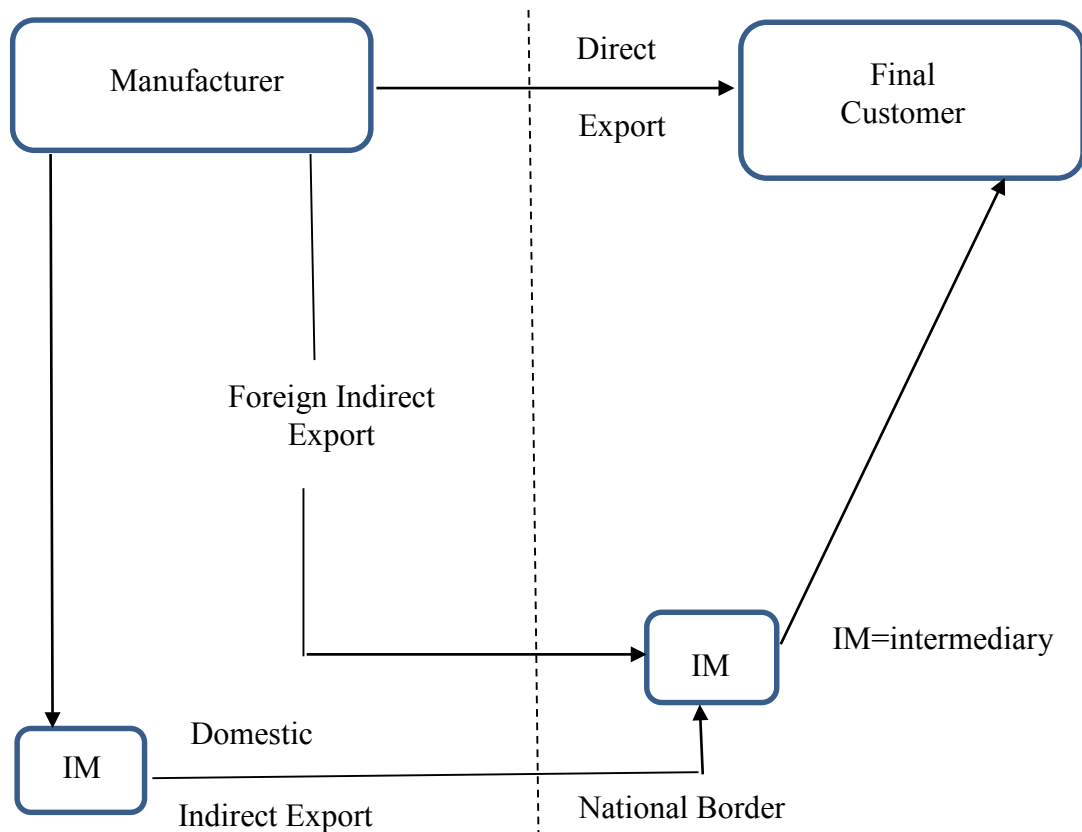 Manufacturer
Direct
Export
Final
Customer
Foreign Indirect
Export
IM
IM=intermediary
IM
Domestic
Indirect Export
National Border